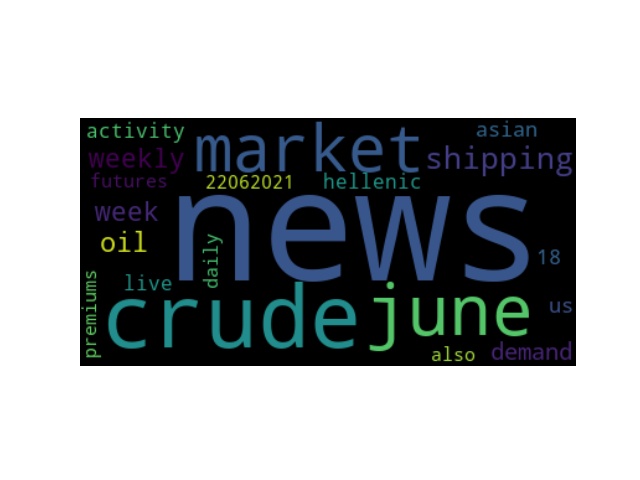 activity
market
asian
weekly
shipping
futures
22062021
hellenic
week
news
oil
daily
18
live
premiums
crude
june
us
also
demand